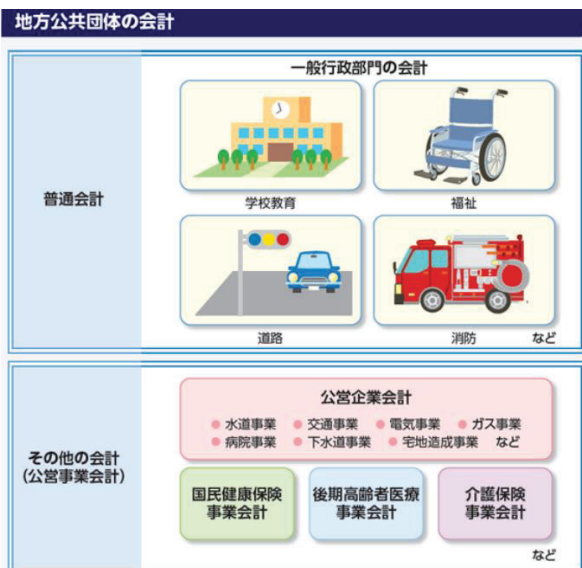 地方公共団体の会計
普通会計
一般行政部門の会計
学校教育
福祉
道路
消防
など
その他の会計
(公営事業会計)
公営企業会計
● 水道事業 ● 交通事業 ● 電気事業 ● ガス事業
● 病院事業 ● 下水道事業 ● 宅地造成事業 など
国民健康保険
事業会計
後期高齢者医療
事業会計
介護保険
事業会計
など